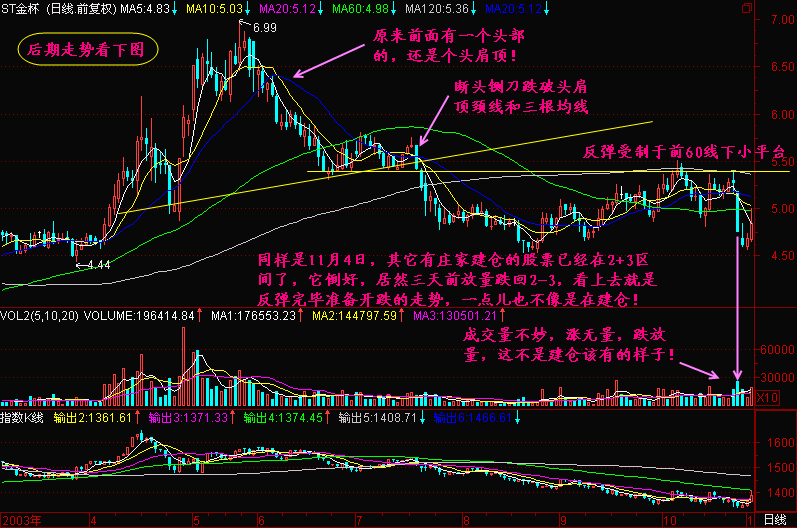 ST金杯 (日线,前复权) MA5:4.83↓ MA10:5.03↓ MA20:5.12↓ MA60:4.98↓ MA120:5.36↓ MA20:5.12↓
7.00
6.99
后期走势看下图
原来前面有一个头部
的，还是个头肩顶！
6.50
断头铡刀跌破头肩
顶颈线和三根均线
6.00
反弹受制于前60线下小平台
5.50
5.00
4.50
4.44
同样是11月4日，其它有庄家建仓的股票已经在2+3区
间了，它倒好，居然三天前放量跌回2-3，看上去就是
反弹完毕准备开跌的走势，一点儿也不像是在建仓！
VOL2(5,10,20) VOLUME:196414.84↑ MA1:176553.23↑ MA2:144797.59↑ MA3:130501.21↑
成交量不妙，涨无量，跌放
量，这不是建仓该有的样子！
60000
30000
X10
指数K线 输出2:1361.61↑ 输出3:1371.33↑ 输出4:1374.45↑ 输出5:1408.71↓
1600
1500
1400
2003年 4 5 6 7 8 9 10 1 日线